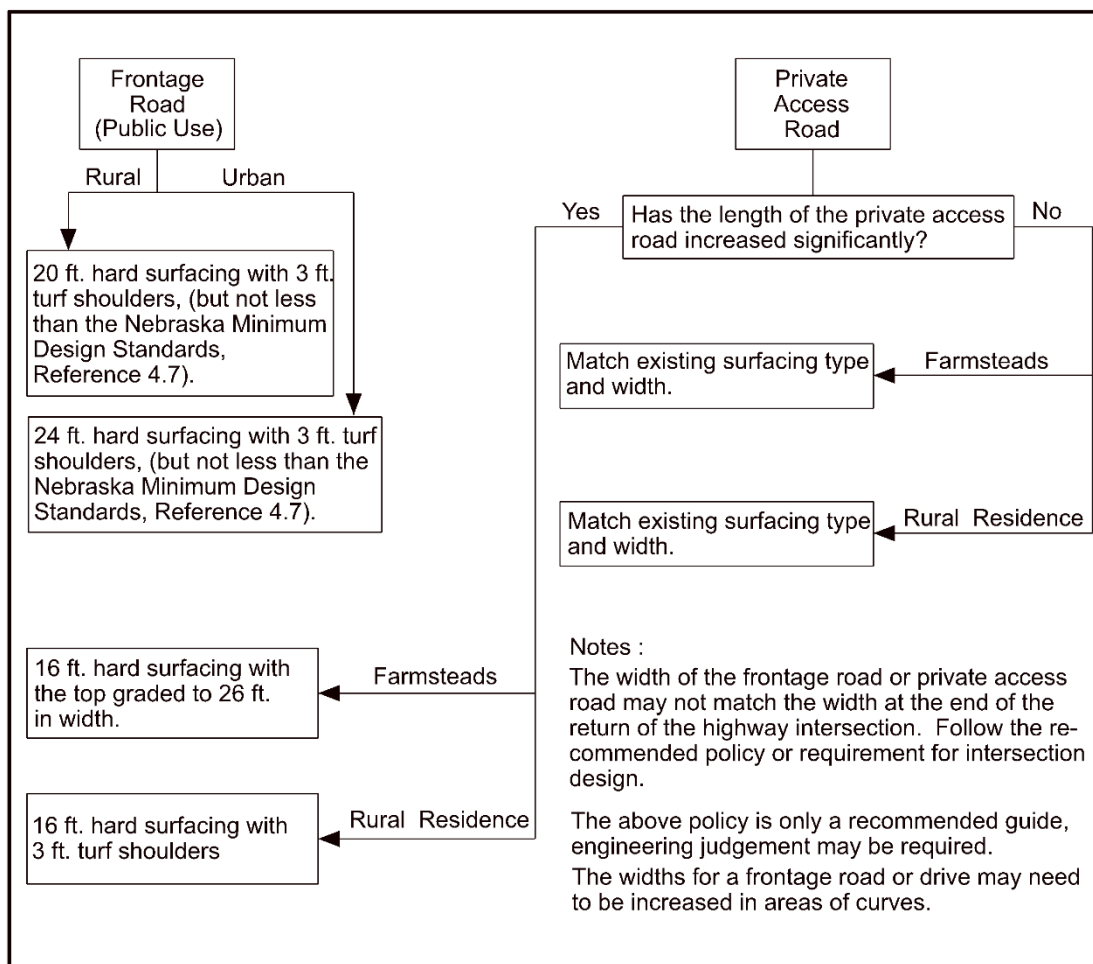 Frontage
Road
(Public Use)
Rural
Urban
20 ft. hard surfacing with 3 ft.
turf shoulders, (but not less
than the Nebraska Minimum
Design Standards,
Reference 4.7).
24 ft. hard surfacing with 3 ft. turf
shoulders, (but not less than the
Nebraska Minimum Design
Standards, Reference 4.7).
Private
Access
Road
Yes
Has the length of the private access
road increased significantly?
No
Match existing surfacing type
and width.
Farmsteads
Match existing surfacing type
and width.
Rural Residence
16 ft. hard surfacing with
the top graded to 26 ft.
in width.
Farmsteads
16 ft. hard surfacing with
3 ft. turf shoulders
Rural Residence
Notes :
The width of the frontage road or private access
road may not match the width at the end of the
return of the highway intersection. Follow the re-
commended policy or requirement for intersection
design.
The above policy is only a recommended guide,
engineering judgement may be required.
The widths for a frontage road or drive may need
to be increased in areas of curves.